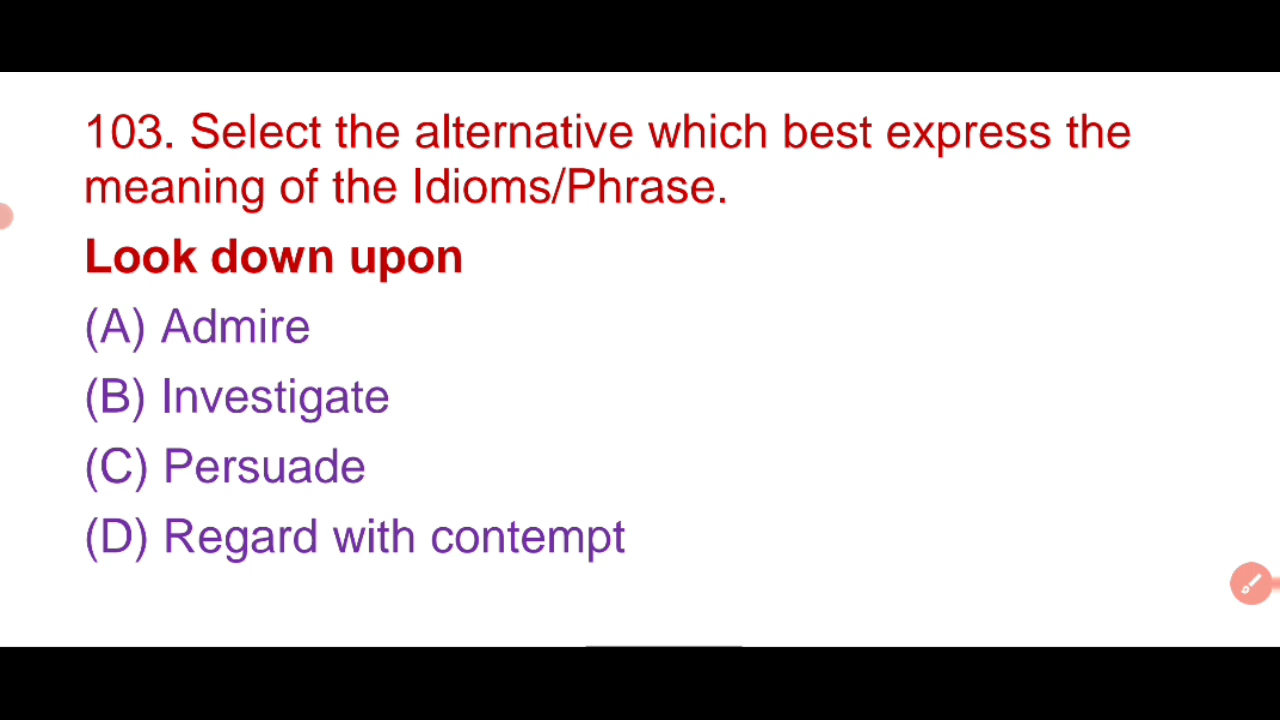 103. Select the alternative which best express the
meaning of the Idioms/Phrase.
Look down upon
(A) Admire
(B) Investigate
(C) Persuade
(D) Regard with contempt